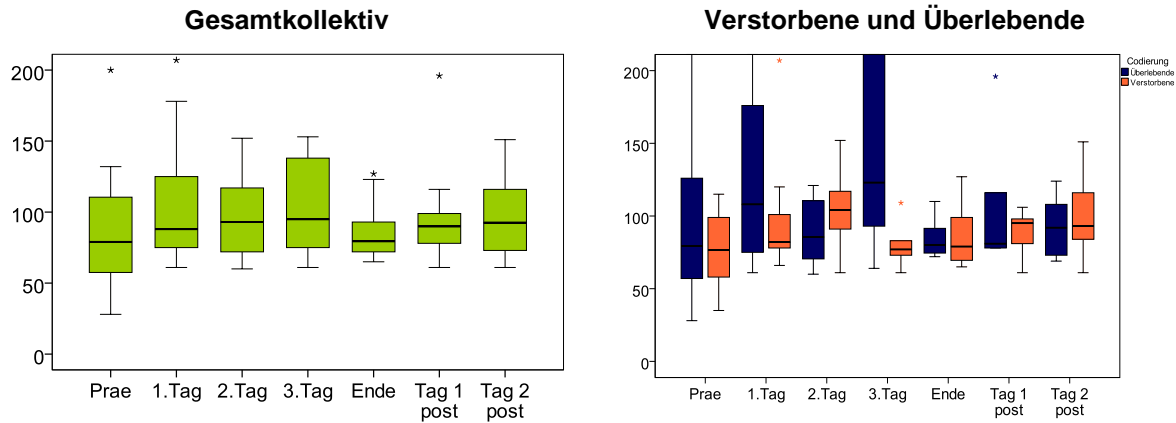 Gesamtkollektiv
200
150
100
50
0
Prae 1.Tag 2.Tag 3.Tag Ende Tag 1 post Tag 2 post
Verstorbene und Überlebende
200
150
100
50
0
Prae 1.Tag 2.Tag 3.Tag Ende Tag 1 post Tag 2 post
Codierung
Überlebende
Verstorbene